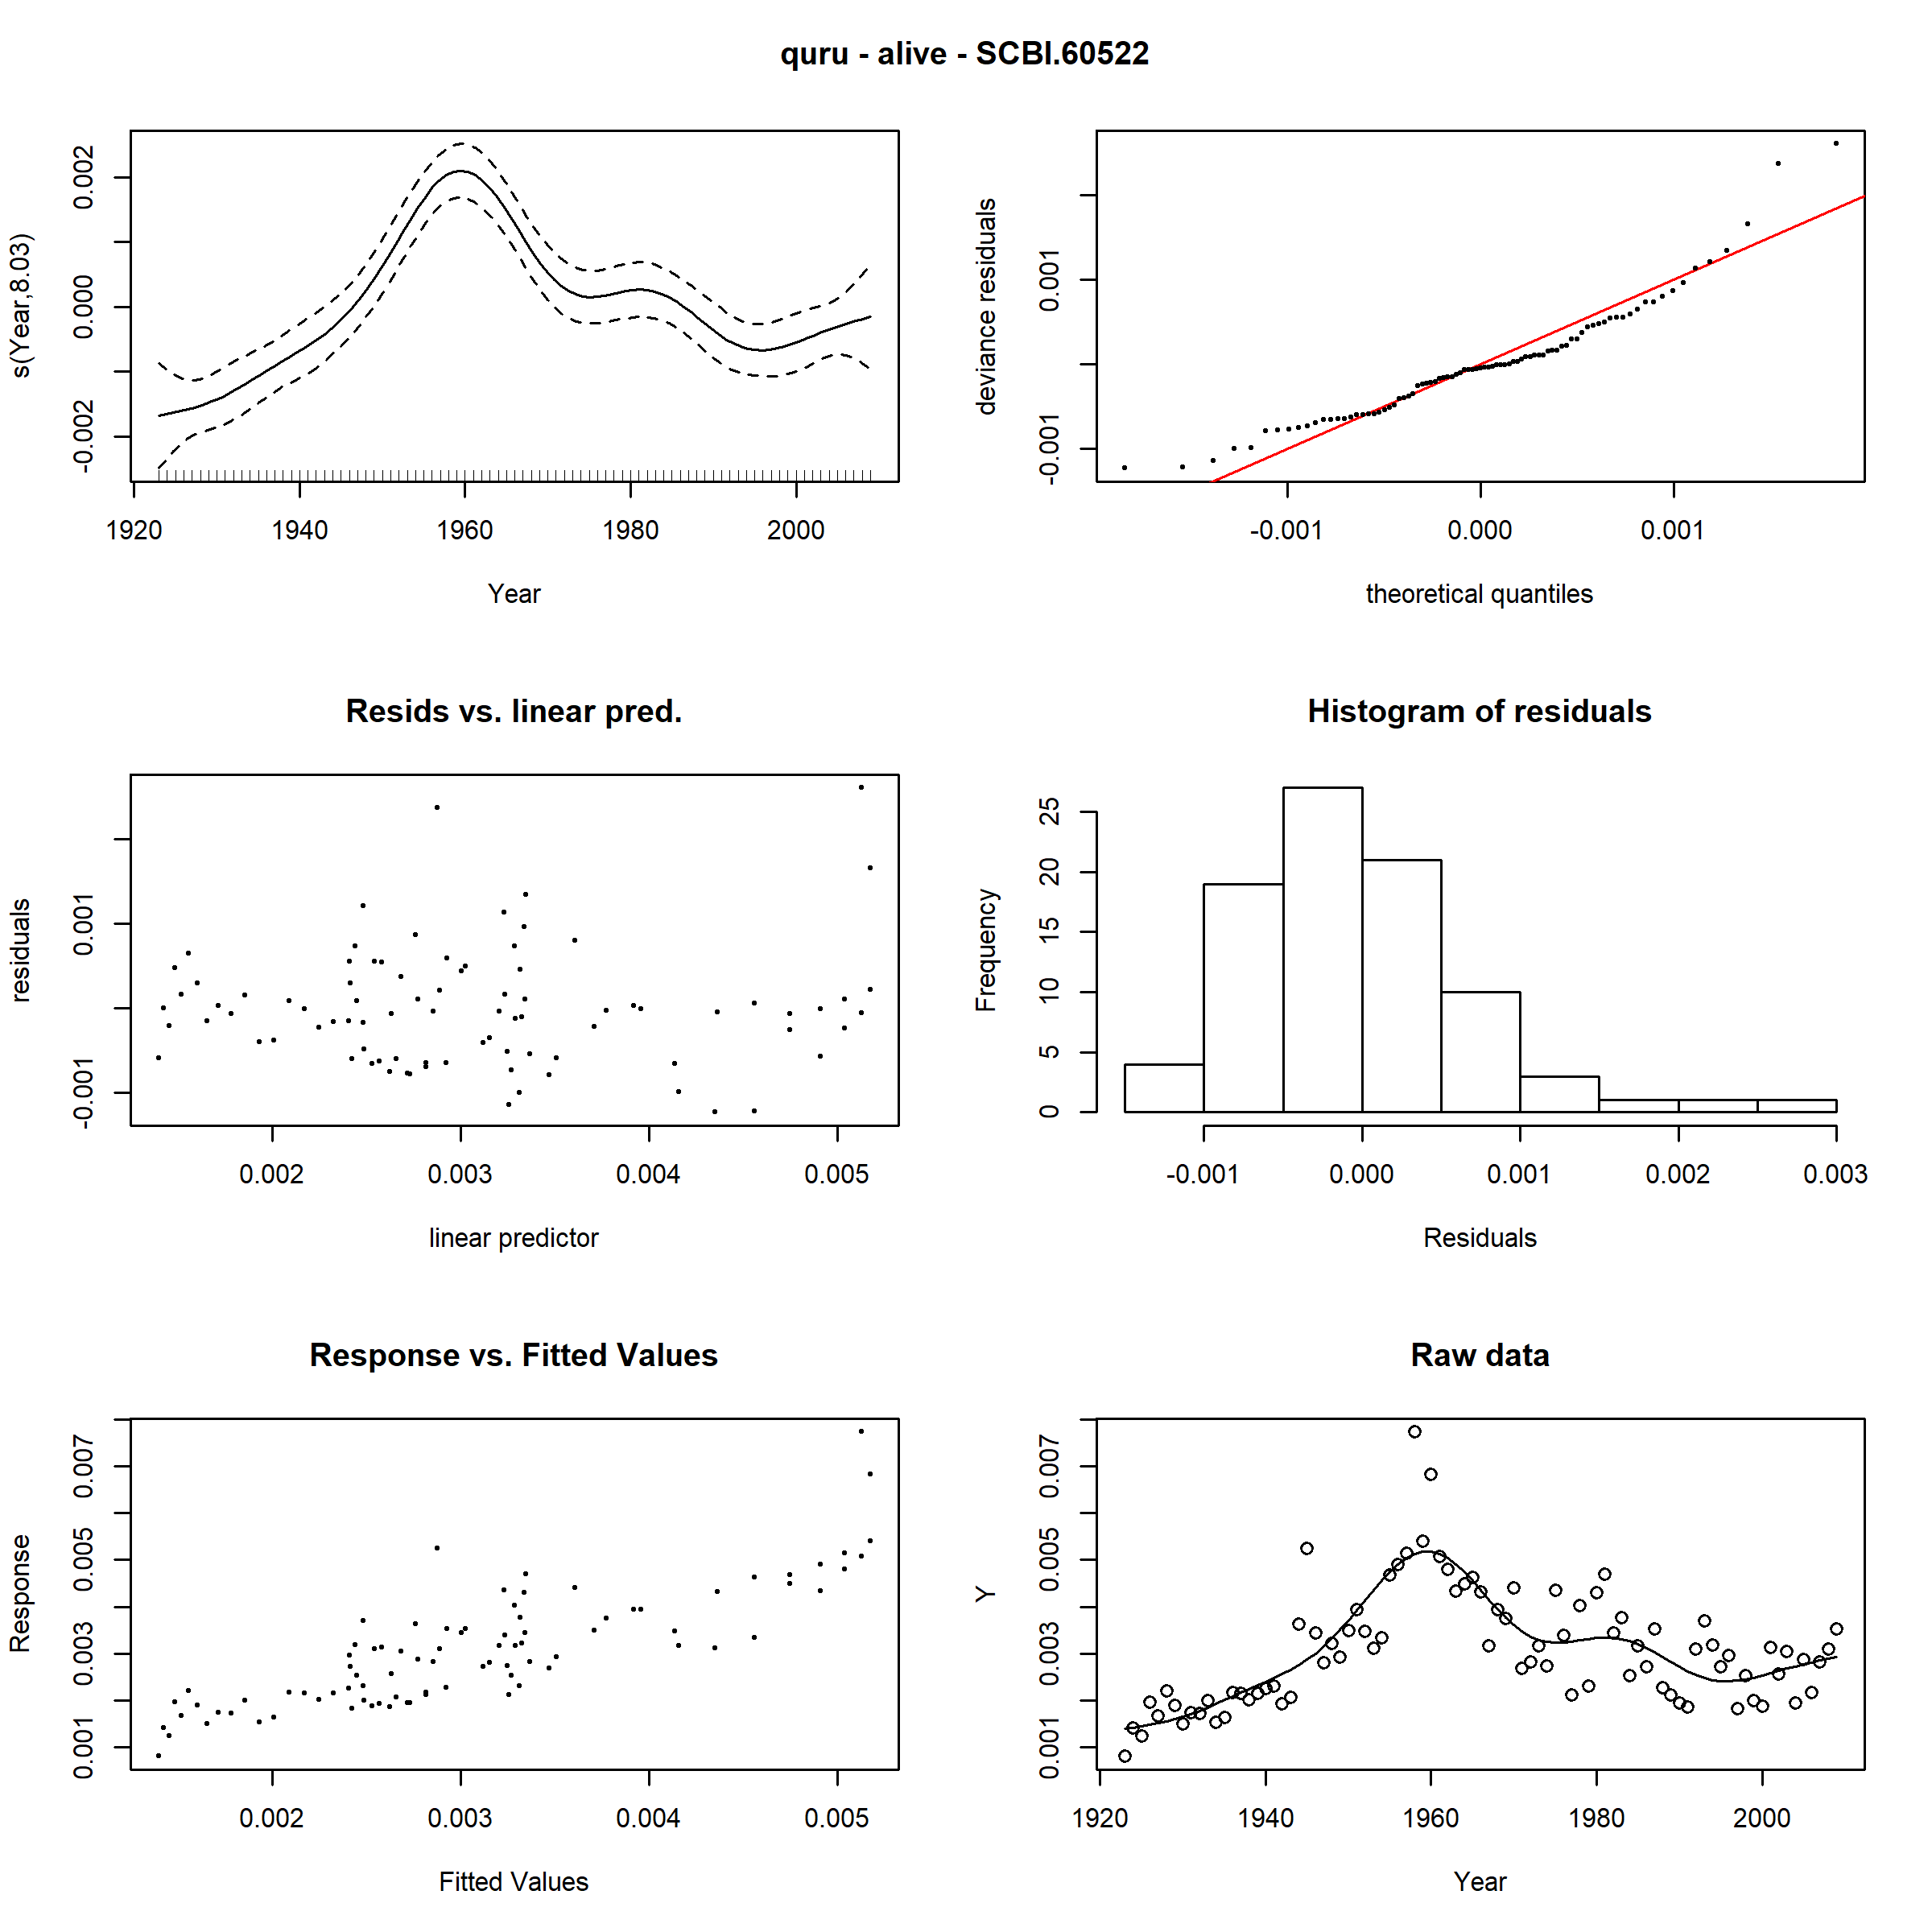 quru - alive - SCBI.60522
s(Year,8.03)
-0.002 0.000 0.002
1920 1940 1960 1980 2000
Year
deviance residuals
-0.001 0.001
-0.001 0.000 0.001
theoretical quantiles
Resids vs. linear pred.
residuals
-0.001 0.001
0.002 0.003 0.004 0.005
linear predictor
Histogram of residuals
Frequency
0 5 10 15 20 25
-0.001 0.000 0.001 0.002 0.003
Residuals
Response vs. Fitted Values
Response
0.001 0.003 0.005 0.007
0.002 0.003 0.004 0.005
Fitted Values
Raw data
Y
0.001 0.003 0.005 0.007
1920 1940 1960 1980 2000
Year